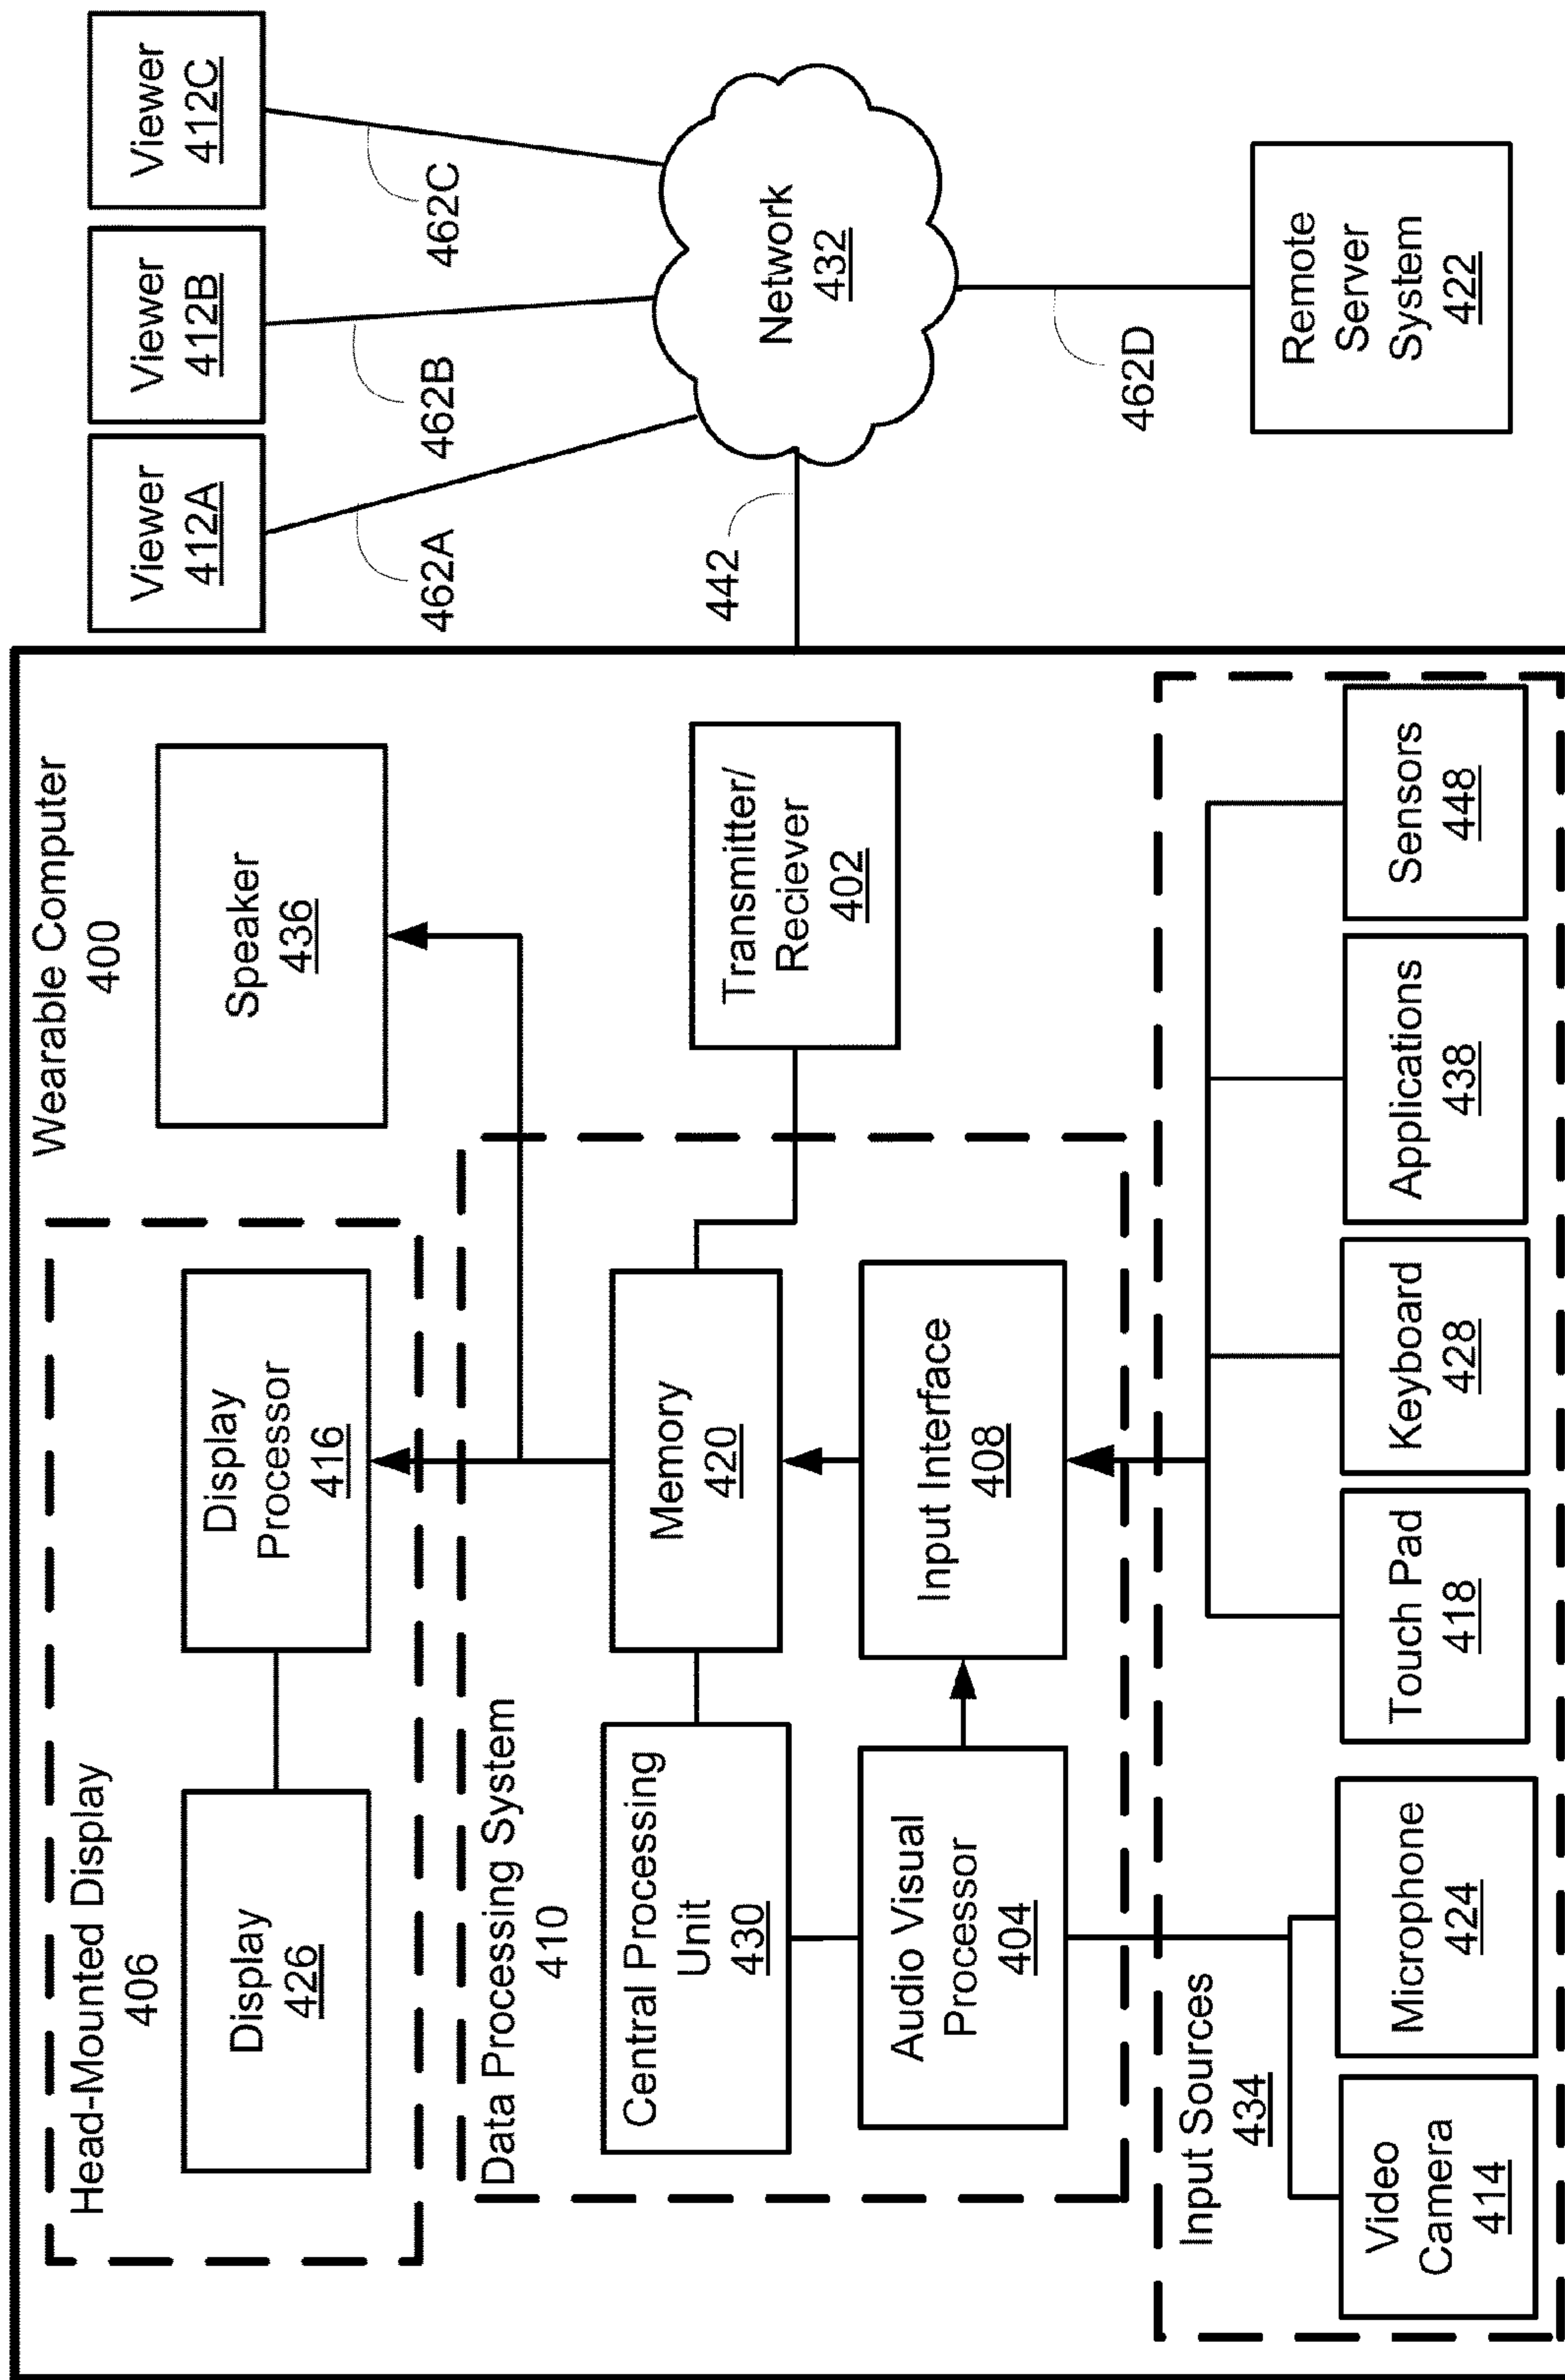 Wearable Computer
400
Head-Mounted Display
406
Display
426
Display
Processor
416
Speaker
436
Data Processing System
410
Central Processing
Unit
430
Memory
420
Audio Visual
Processor
404
Input Interface
408
Transmitter/
Reciever
402
Input Sources
434
Video
Camera
414
Microphone
424
Touch Pad
418
Keyboard
428
Applications
438
Sensors
448
Viewer
412A
Viewer
412B
Viewer
412C
462A
462B
462C
442
Network
432
462D
Remote
Server
System
422